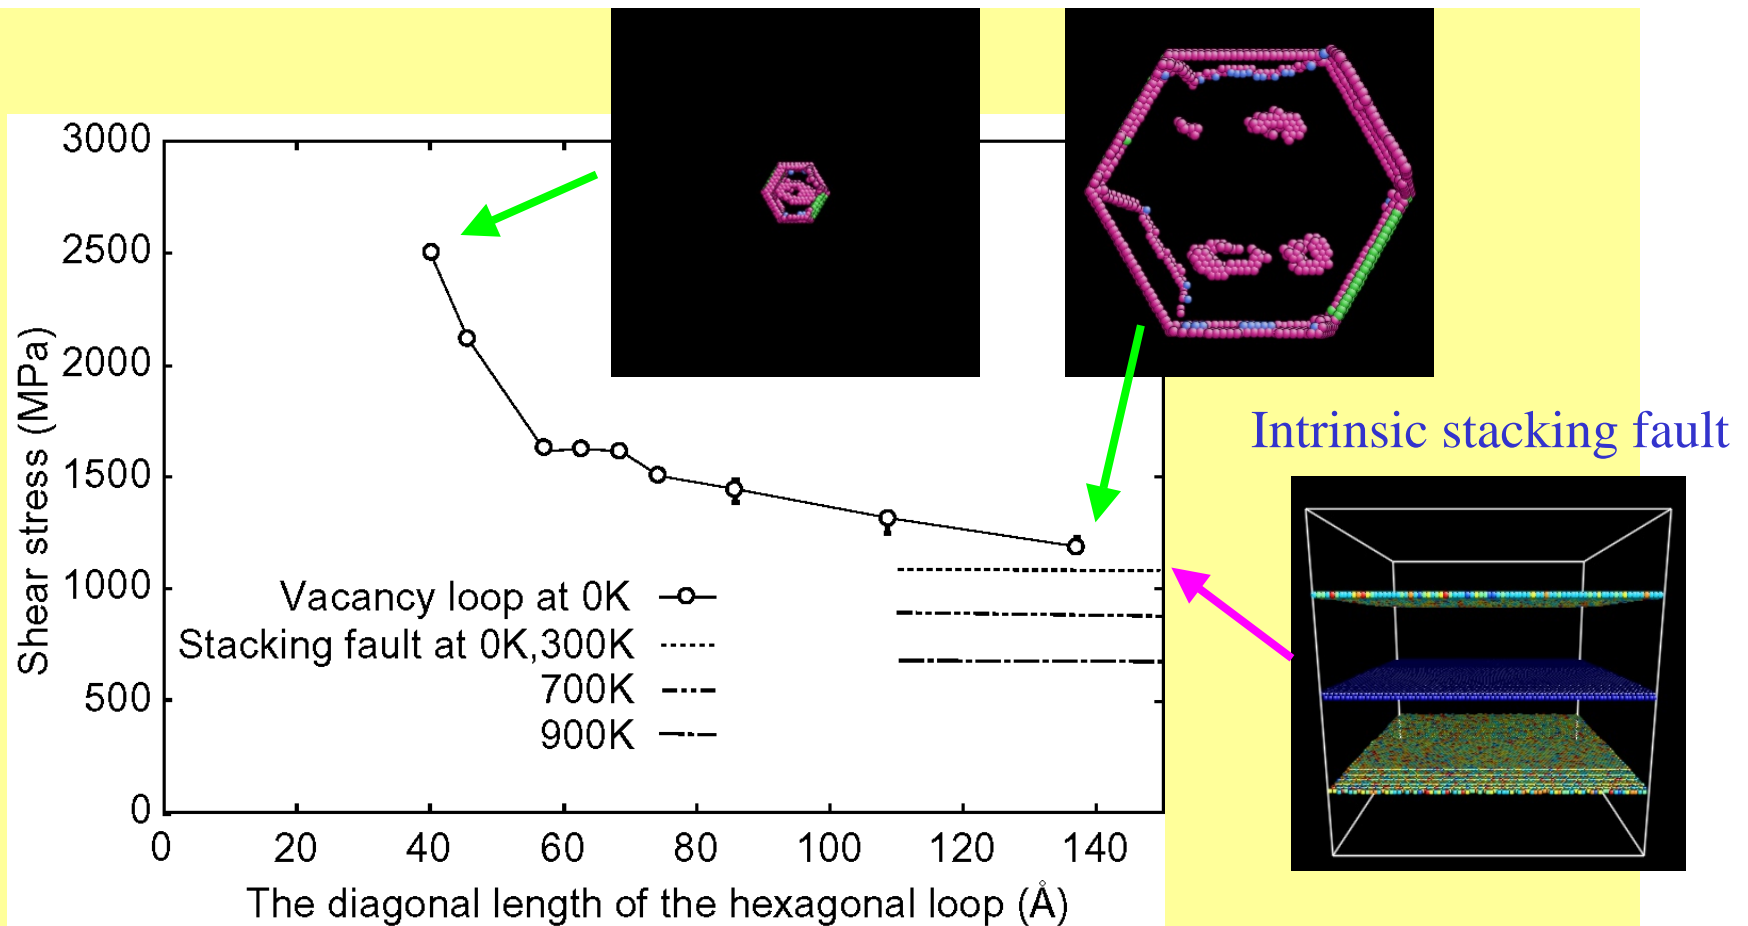 3000
2500
2000
1500
1000
500
0
Shear stress (MPa)
Vacancy loop at 0K
Stacking fault at 0K,300K
700K
900K
0 20 40 60 80 100 120 140
The diagonal length of the hexagonal loop (Å)
Intrinsic stacking fault